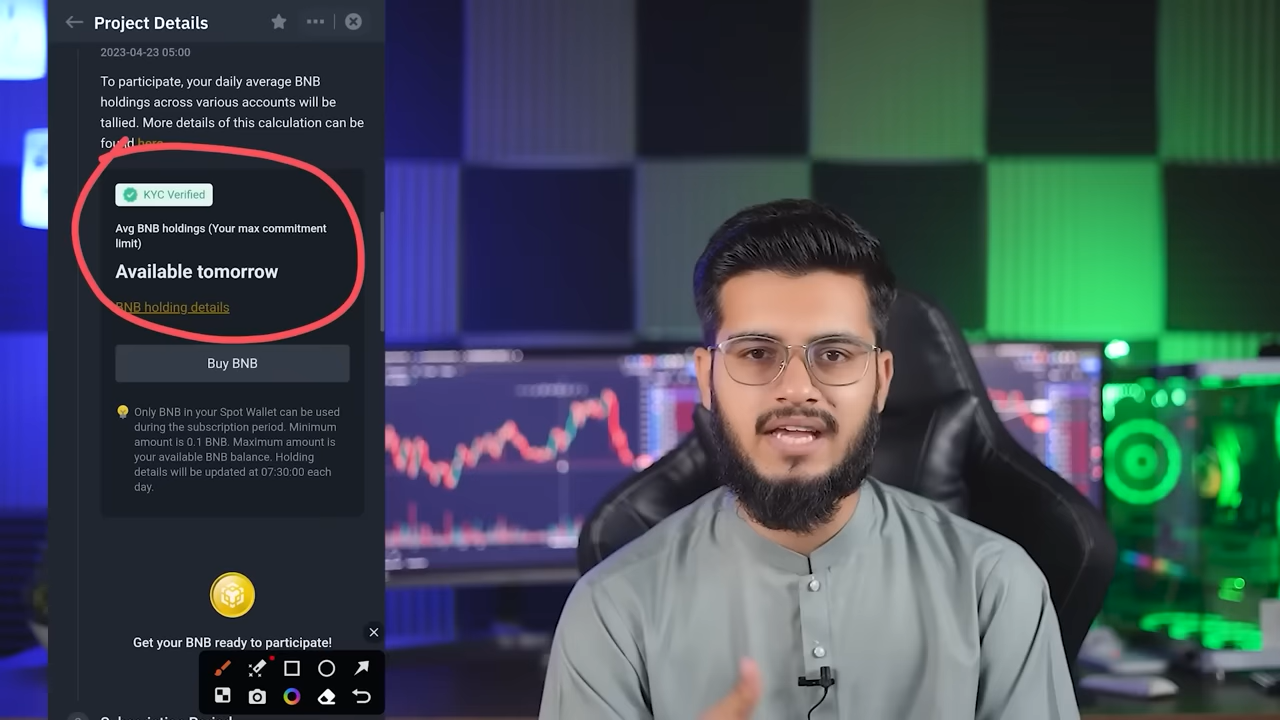 Project Details
2023-04-23 05:00
To participate, your daily average BNB
holdings across various accounts will be
tallied. More details of this calculation can be
found here
KYC Verified
Avg BNB holdings (Your max commitment
limit)
Available tomorrow
BNB holding details
Buy BNB
Only BNB in your Spot Wallet can be used
during the subscription period. Minimum
amount is 0.1 BNB. Maximum amount is
your available BNB balance. Holding
details will be updated at 07:30:00 each
day.
Get your BNB ready to participate!
Subscription Period